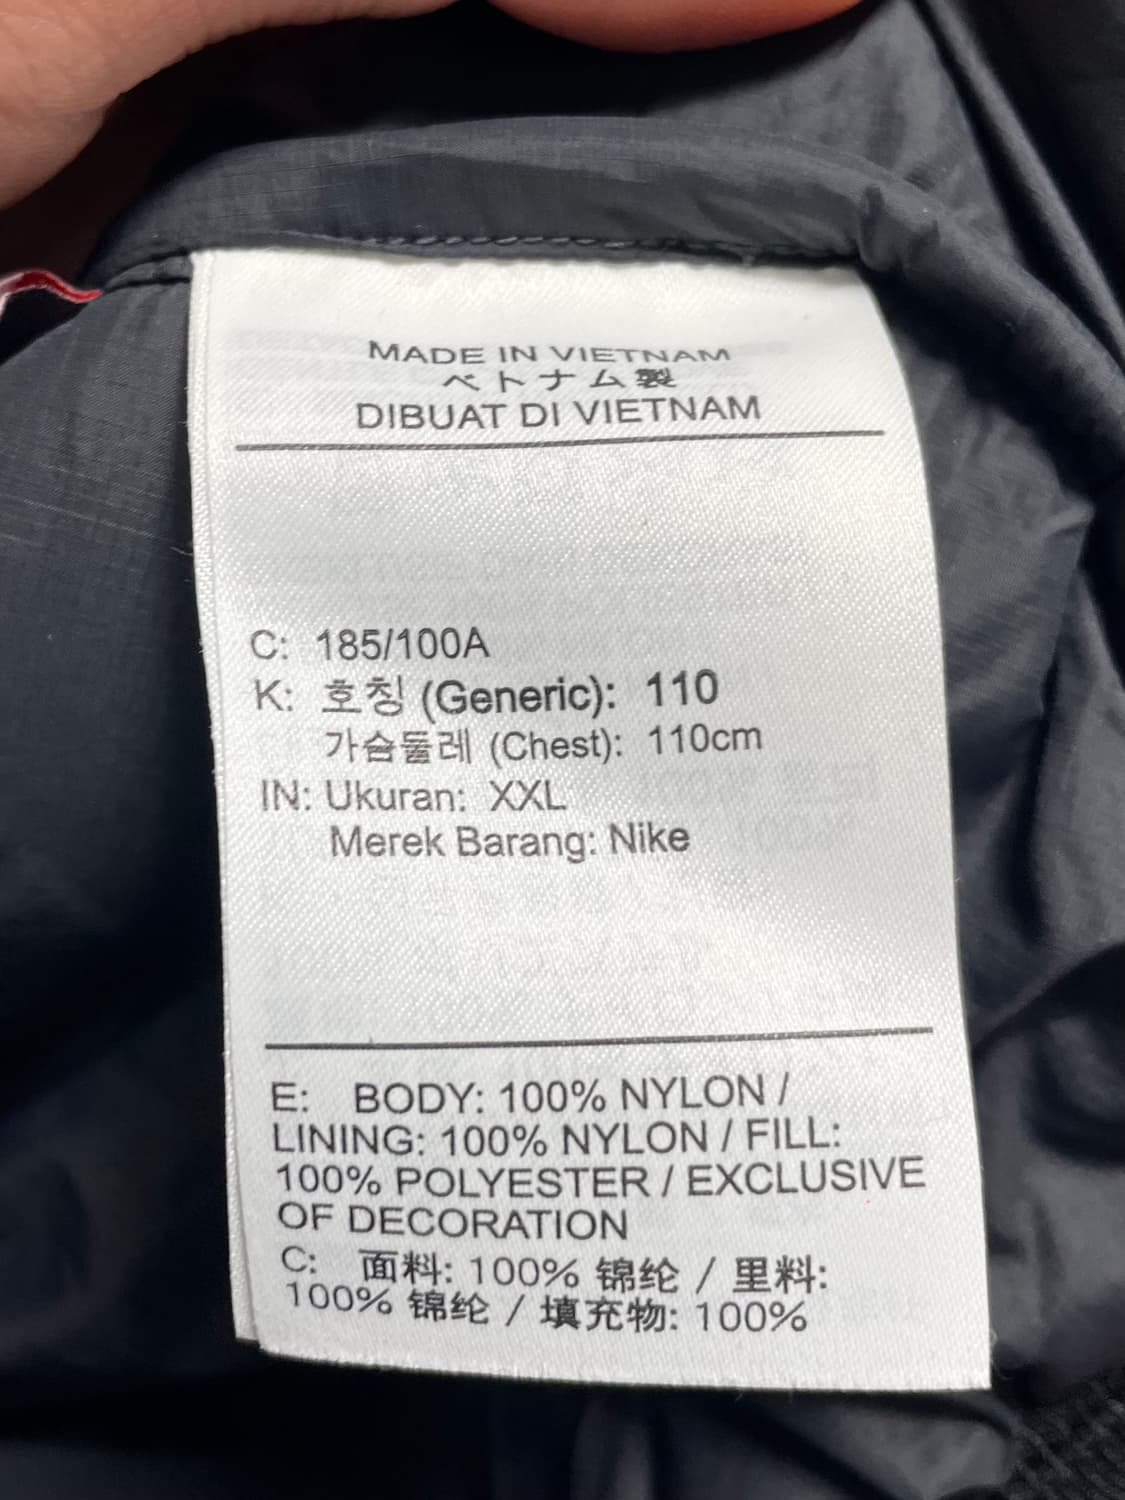 MADE IN VIETNAM
ベトナム製
DIBUAT DI VIETNAM
C: 185/100A
K: 호칭 (Generic): 110
가슴둘레 (Chest): 110cm
IN: Ukuran: XXL
Merek Barang: Nike
E: BODY: 100% NYLON /
LINING: 100% NYLON / FILL:
100% POLYESTER / EXCLUSIVE
OF DECORATION
C: 面料: 100% 锦纶 / 里料:
100% 锦纶 / 填充物: 100%